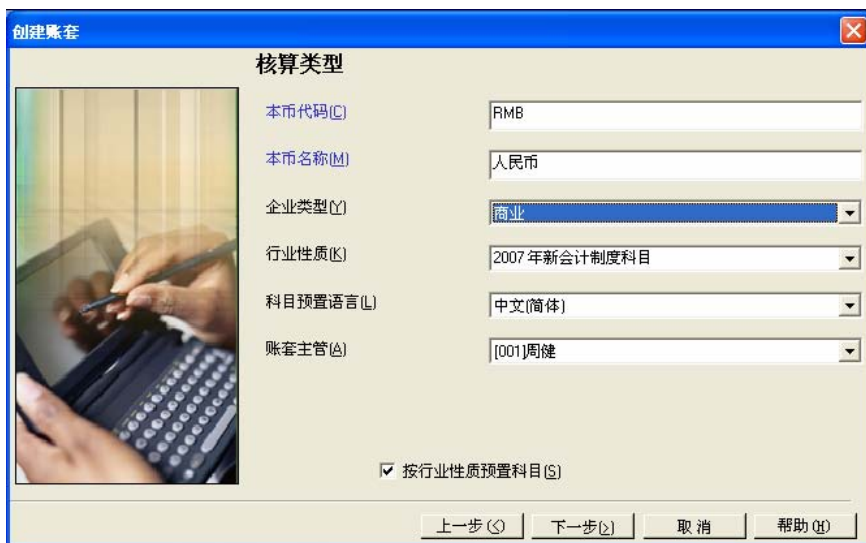 创建账套
核算类型
本币代码(C) RMB
本币名称(M) 人民币
企业类型(Y) 商业
行业性质(K) 2007年新会计制度科目
科目预置语言(L) 中文(简体)
账套主管(A) [001]周健
按行业性质预置科目(S)
上一步(<) 下一步(>) 取消 帮助(H)